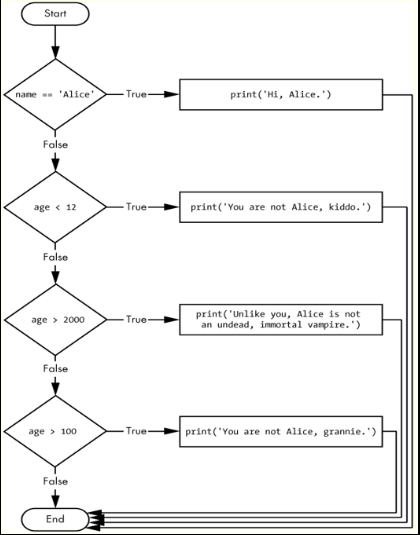 Start
name == 'Alice'
True
print('Hi, Alice.')
False
age < 12
True
print('You are not Alice, kiddo.')
False
age > 2000
True
print('Unlike you, Alice is not
an undead, immortal vampire.')
False
age > 100
True
print('You are not Alice, grannie.')
False
End